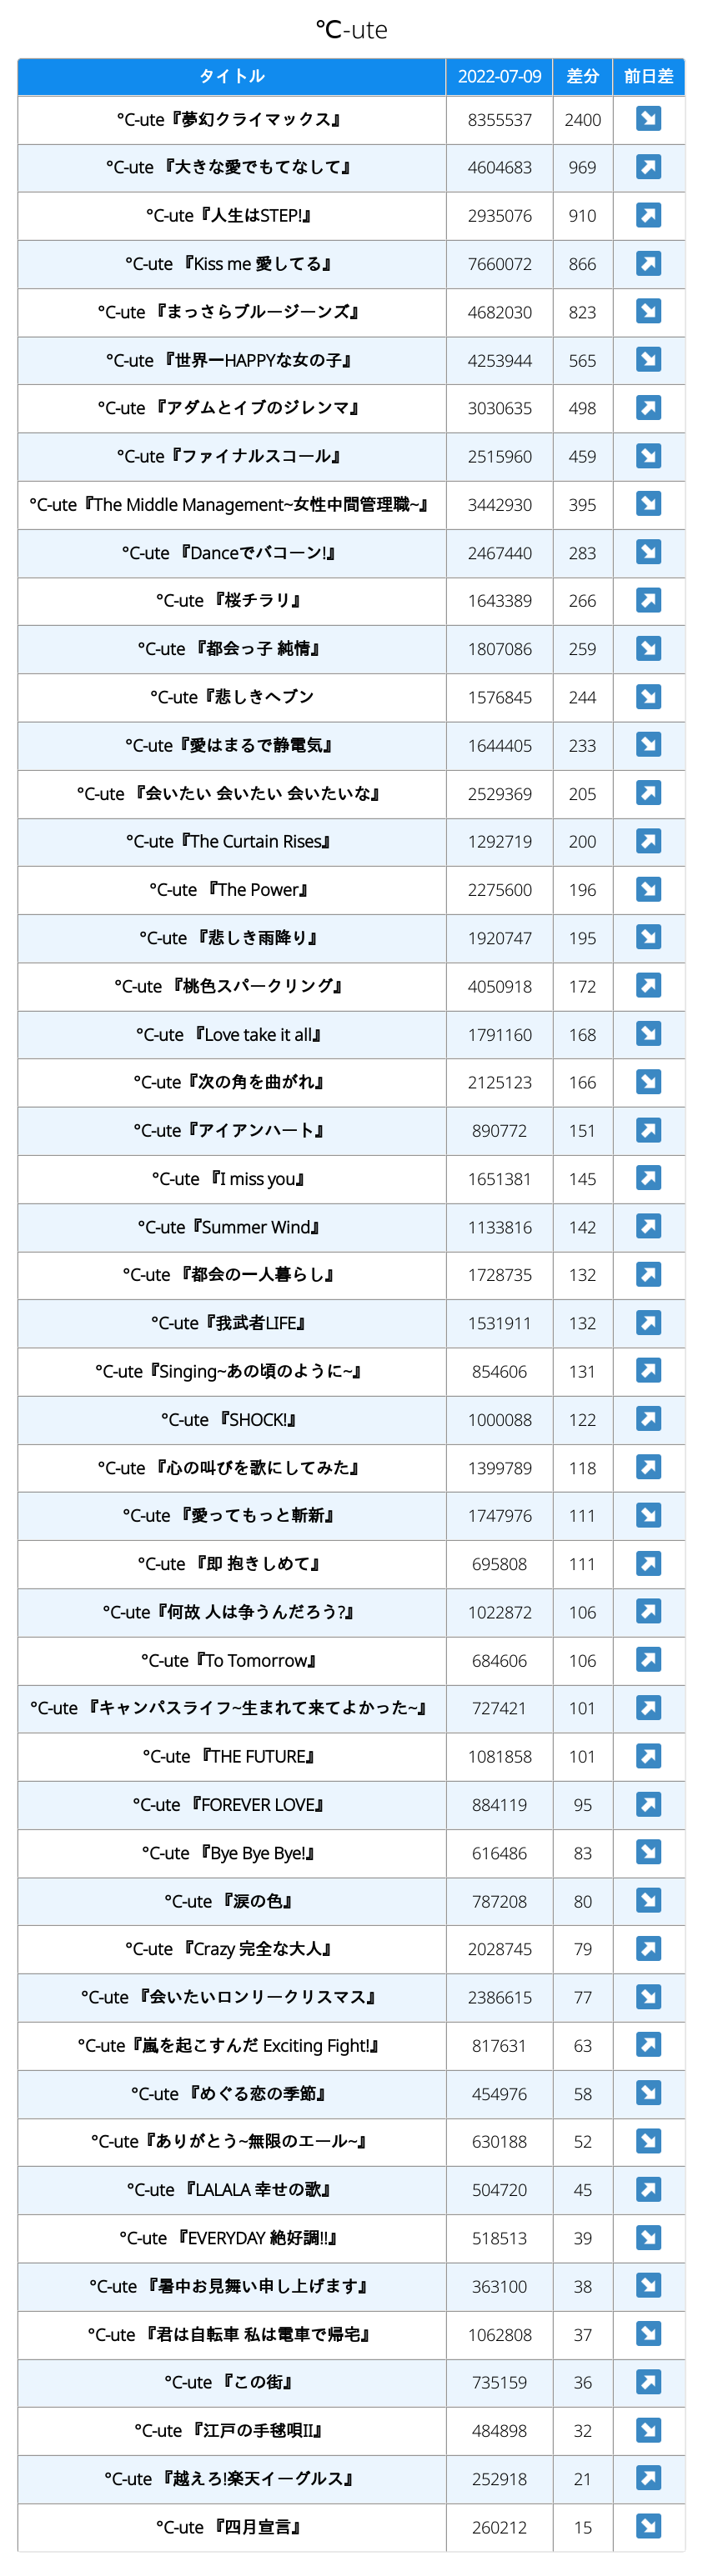 ℃-ute
タイトル 2022-07-09 差分 前日差
°C-ute『夢幻クライマックス』 8355537 2400 ↘
°C-ute 『大きな愛でもてなして』 4604683 969 ↗
°C-ute『人生はSTEP!』 2935076 910 ↗
°C-ute 『Kiss me 愛してる』 7660072 866 ↗
°C-ute 『まっさらブルージーンズ』 4682030 823 ↘
°C-ute 『世界一HAPPYな女の子』 4253944 565 ↘
°C-ute 『アダムとイブのジレンマ』 3030635 498 ↗
°C-ute『ファイナルスコール』 2515960 459 ↘
°C-ute『The Middle Management~女性中間管理職~』 3442930 395 ↘
°C-ute 『Danceでバコーン!』 2467440 283 ↘
°C-ute 『桜チラリ』 1643389 266 ↗
°C-ute 『都会っ子 純情』 1807086 259 ↘
°C-ute『悲しきヘブン 1576845 244 ↘
°C-ute『愛はまるで静電気』 1644405 233 ↘
°C-ute 『会いたい 会いたい 会いたいな』 2529369 205 ↗
°C-ute『The Curtain Rises』 1292719 200 ↗
°C-ute 『The Power』 2275600 196 ↘
°C-ute 『悲しき雨降り』 1920747 195 ↘
°C-ute 『桃色スパークリング』 4050918 172 ↗
°C-ute 『Love take it all』 1791160 168 ↘
°C-ute『次の角を曲がれ』 2125123 166 ↘
°C-ute『アイアンハート』 890772 151 ↗
°C-ute 『I miss you』 1651381 145 ↗
°C-ute『Summer Wind』 1133816 142 ↗
°C-ute 『都会の一人暮らし』 1728735 132 ↗
°C-ute『我武者LIFE』 1531911 132 ↗
°C-ute『Singing~あの頃のように~』 854606 131 ↗
°C-ute 『SHOCK!』 1000088 122 ↗
°C-ute 『心の叫びを歌にしてみた』 1399789 118 ↗
°C-ute 『愛ってもっと斬新』 1747976 111 ↘
°C-ute 『即 抱きしめて』 695808 111 ↗
°C-ute『何故 人は争うんだろう?』 1022872 106 ↗
°C-ute『To Tomorrow』 684606 106 ↗
°C-ute 『キャンパスライフ~生まれて来てよかった~』 727421 101 ↗
°C-ute 『THE FUTURE』 1081858 101 ↗
°C-ute 『FOREVER LOVE』 884119 95 ↗
°C-ute 『Bye Bye Bye!』 616486 83 ↘
°C-ute 『涙の色』 787208 80 ↘
°C-ute 『Crazy 完全な大人』 2028745 79 ↗
°C-ute 『会いたいロンリークリスマス』 2386615 77 ↘
°C-ute『嵐を起こすんだ Exciting Fight!』 817631 63 ↗
°C-ute 『めぐる恋の季節』 454976 58 ↘
°C-ute『ありがとう~無限のエール~』 630188 52 ↘
°C-ute 『LALALA 幸せの歌』 504720 45 ↗
°C-ute 『EVERYDAY 絶好調!!』 518513 39 ↘
°C-ute 『暑中お見舞い申し上げます』 363100 38 ↘
°C-ute 『君は自転車 私は電車で帰宅』 1062808 37 ↘
°C-ute 『この街』 735159 36 ↗
°C-ute 『江戸の手毬唄II』 484898 32 ↘
°C-ute 『越えろ!楽天イーグルス』 252918 21 ↗
°C-ute 『四月宣言』 260212 15 ↘